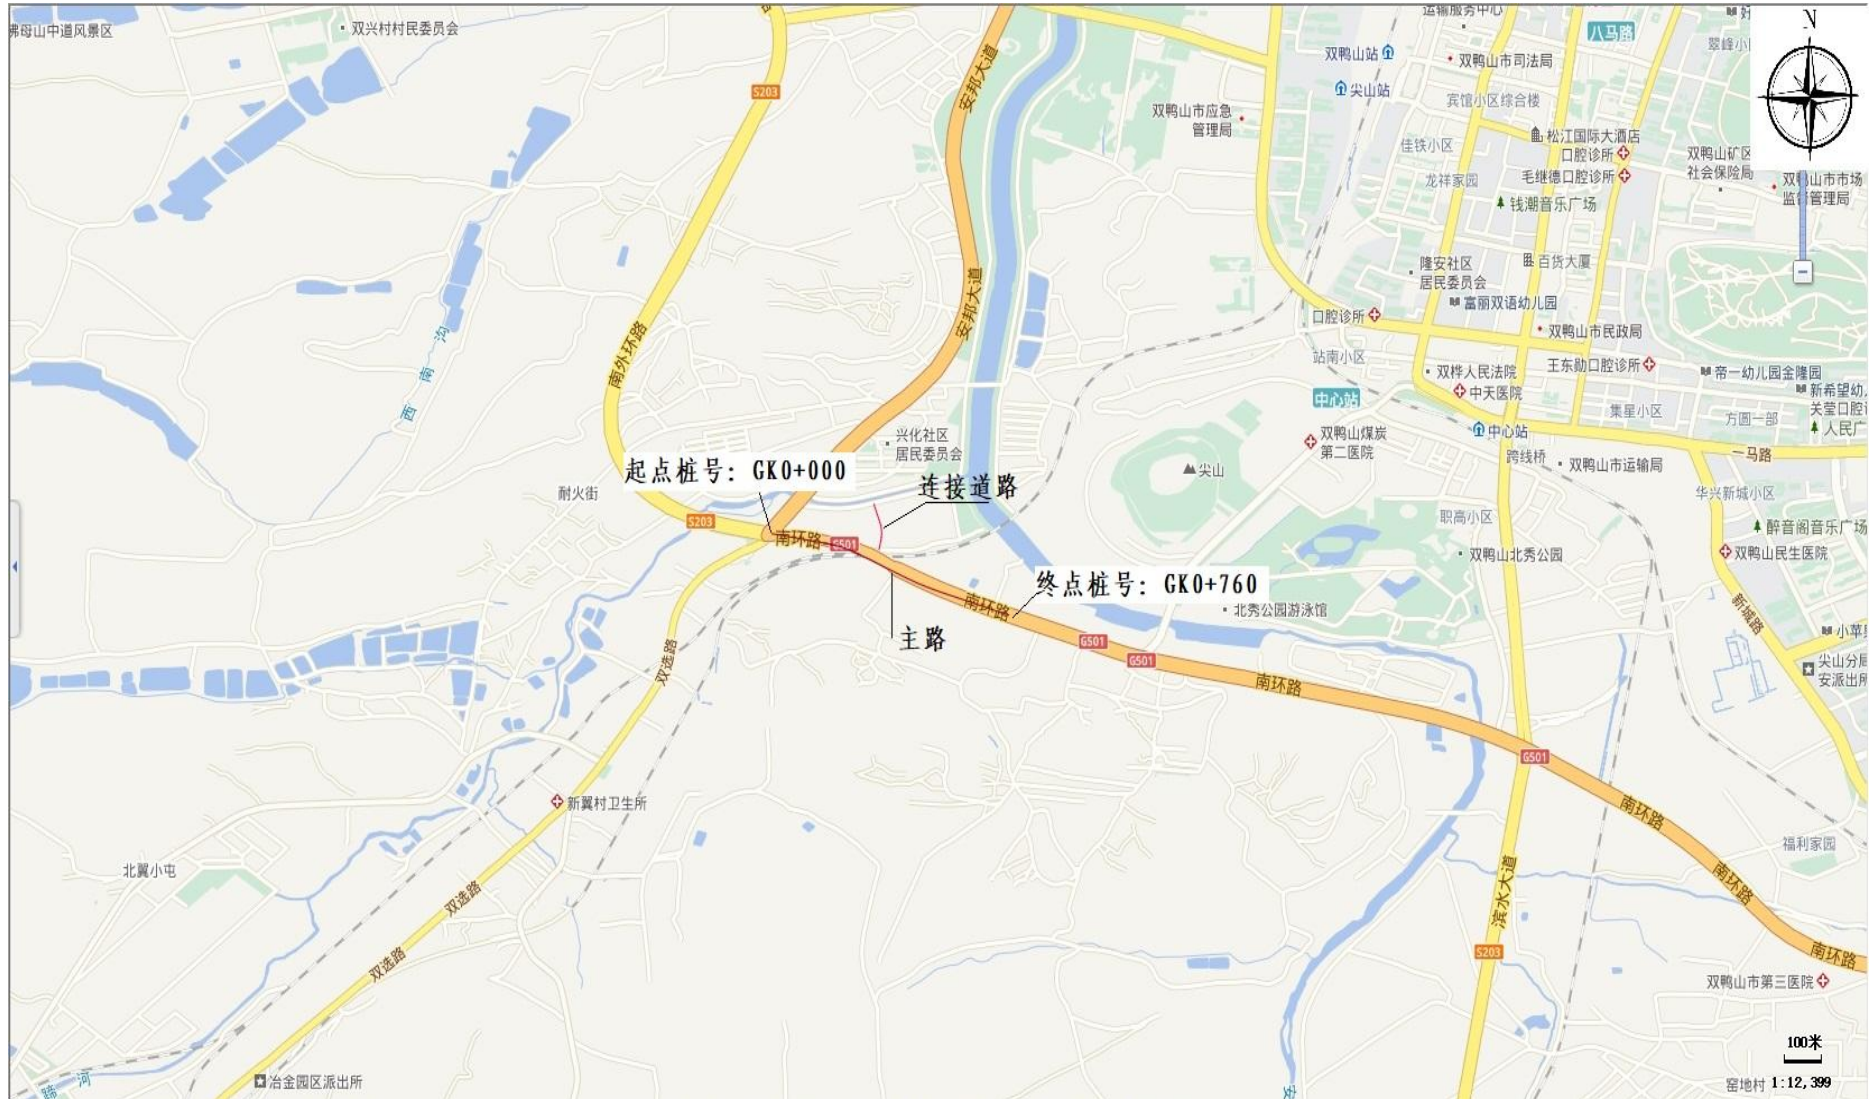 佛母山中道风景区
双兴村村民委员会
S203
安邦大道
运输服务中心
八马路
翠峰小
N
双鸭山站
双鸭山市司法局
尖山站
宾馆小区综合楼
双鸭山市应急
管理局
松江国际大酒店
口腔诊所
佳铁小区
双鸭山矿区
社会保险局
毛继德口腔诊所
龙祥家园
双鸭山市市场
监督管理局
钱潮音乐广场
安邦大道
隆安社区
居民委员会
百货大厦
富丽双语幼儿园
口腔诊所
双鸭山市民政局
南外环路
西南沟
站南小区
双桦人民法院
王东勋口腔诊所
帝一幼儿园金隆园
中天医院
新希望幼
关莹口腔
中心站
集星小区
方圆一部
人民广
兴化社区
居民委员会
双鸭山煤炭
第二医院
中心站
跨线桥
双鸭山市运输局
一马路
起点桩号：GK0+000
尖山
连接道路
耐火街
华兴新城小区
职高小区
S203
南环路
G501
醉音阁音乐广场
双鸭山北秀公园
双鸭山民生医院
终点桩号：GK0+760
南环路
北秀公园游泳馆
新城路
主路
小苹
G501
G501
双选路
尖山分局
安派出所
南环路
G501
新翼村卫生所
南环路
福利家园
北翼小屯
南环路
双选路
滨水大道
双选路
S203
南环路
双鸭山市第三医院
100米
冶金园区派出所
蹄河
安
窑地村
1:12,399